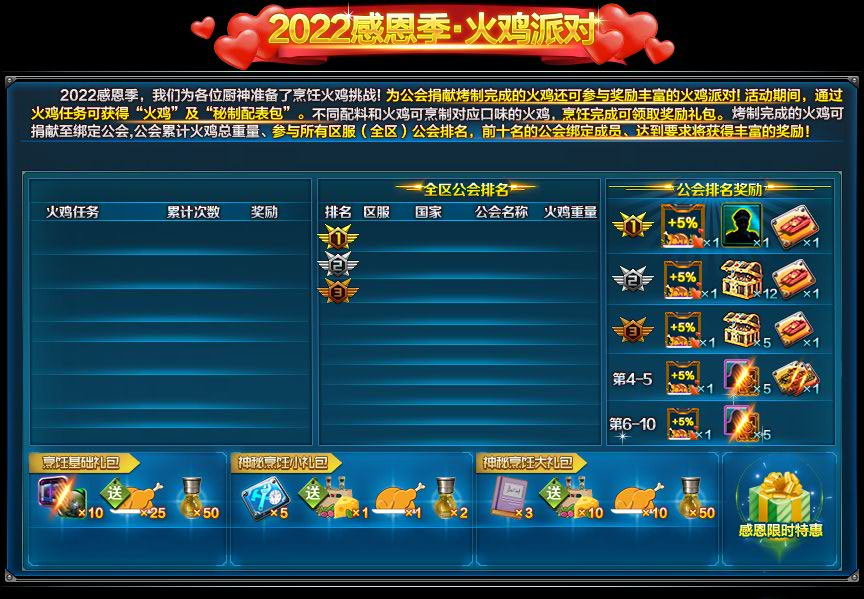 2022感恩季·火鸡派对
2022感恩季，我们为各位厨神准备了烹饪火鸡挑战! 为公会捐献烤制完成的火鸡还可参与奖励丰富的火鸡派对! 活动期间，通过
火鸡任务可获得“火鸡”及“秘制配表包”。不同配料和火鸡可烹制对应口味的火鸡，烹饪完成可领取奖励礼包。烤制完成的火鸡可
捐献至绑定公会,公会累计火鸡总重量、参与所有区服（全区）公会排名，前十名的公会绑定成员、达到要求将获得丰富的奖励!
火鸡任务 累计次数 奖励
全区公会排名
排名 区服 国家 公会名称 火鸡重量
1
2
3
公会排名奖励
1 +5% ×1 ×1 ×1
2 +5% ×1 ×12 ×1
3 +5% ×1 ×5 ×1
第4-5 +5% ×1 ×5 ×1
第6-10 +5% ×1 ×5
烹饪基础礼包
×10 送 ×25 ×50
神秘烹饪小礼包
×5 送 ×1 ×1 ×2
神秘烹饪大礼包
×3 送 ×10 ×10 ×50
感恩限时特惠